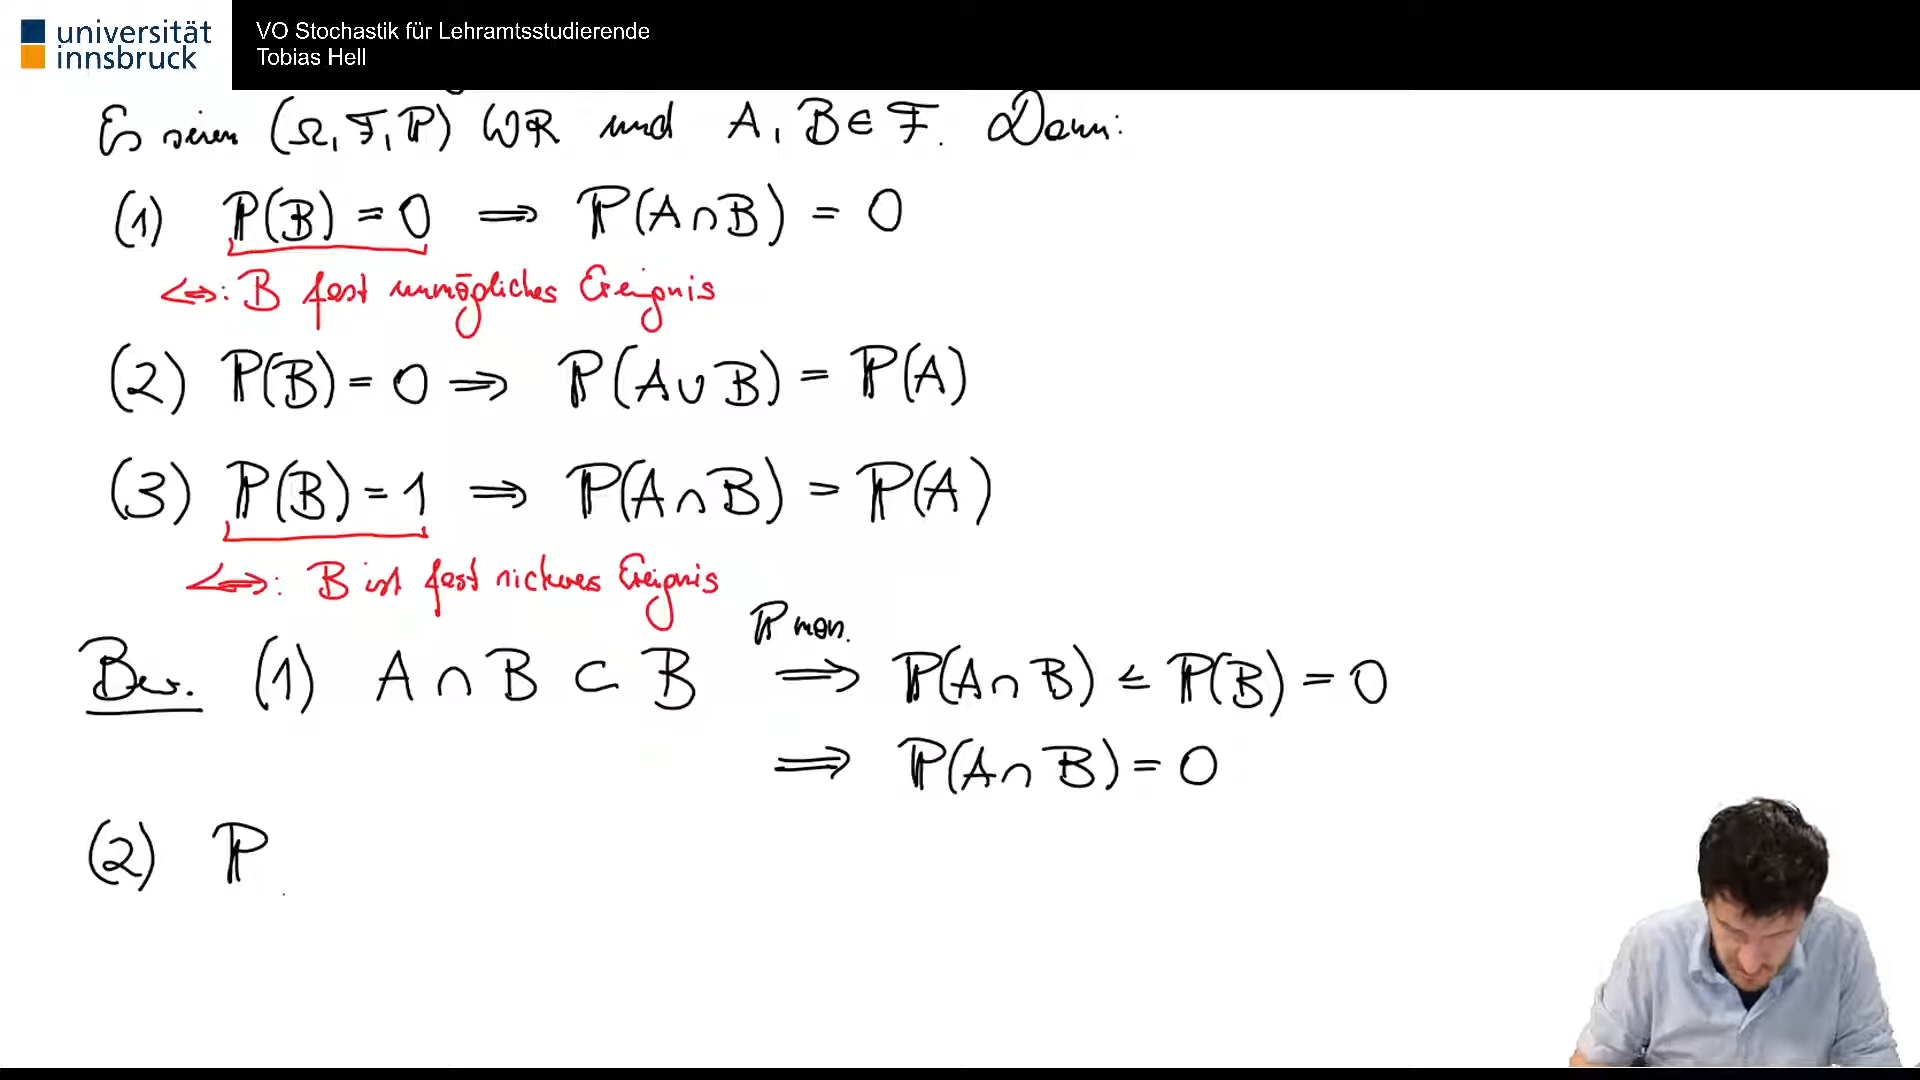 universität
innsbruck
VO Stochastik für Lehramtsstudierende
Tobias Hell
Es seien (Ω, 𝓕, ℙ) WR und A, B ∈ 𝓕. Dann:
(1) ℙ(B) = 0 ⟹ ℙ(A∩B) = 0
⟺: B fast unmögliches Ereignis
(2) ℙ(B) = 0 ⟹ ℙ(A∪B) = ℙ(A)
(3) ℙ(B) = 1 ⟹ ℙ(A∩B) = ℙ(A)
⟺: B ist fast sicheres Ereignis
ℙ mon.
Bew. (1) A∩B ⊂ B ⟹ ℙ(A∩B) ≤ ℙ(B) = 0
⟹ ℙ(A∩B) = 0
(2) ℙ